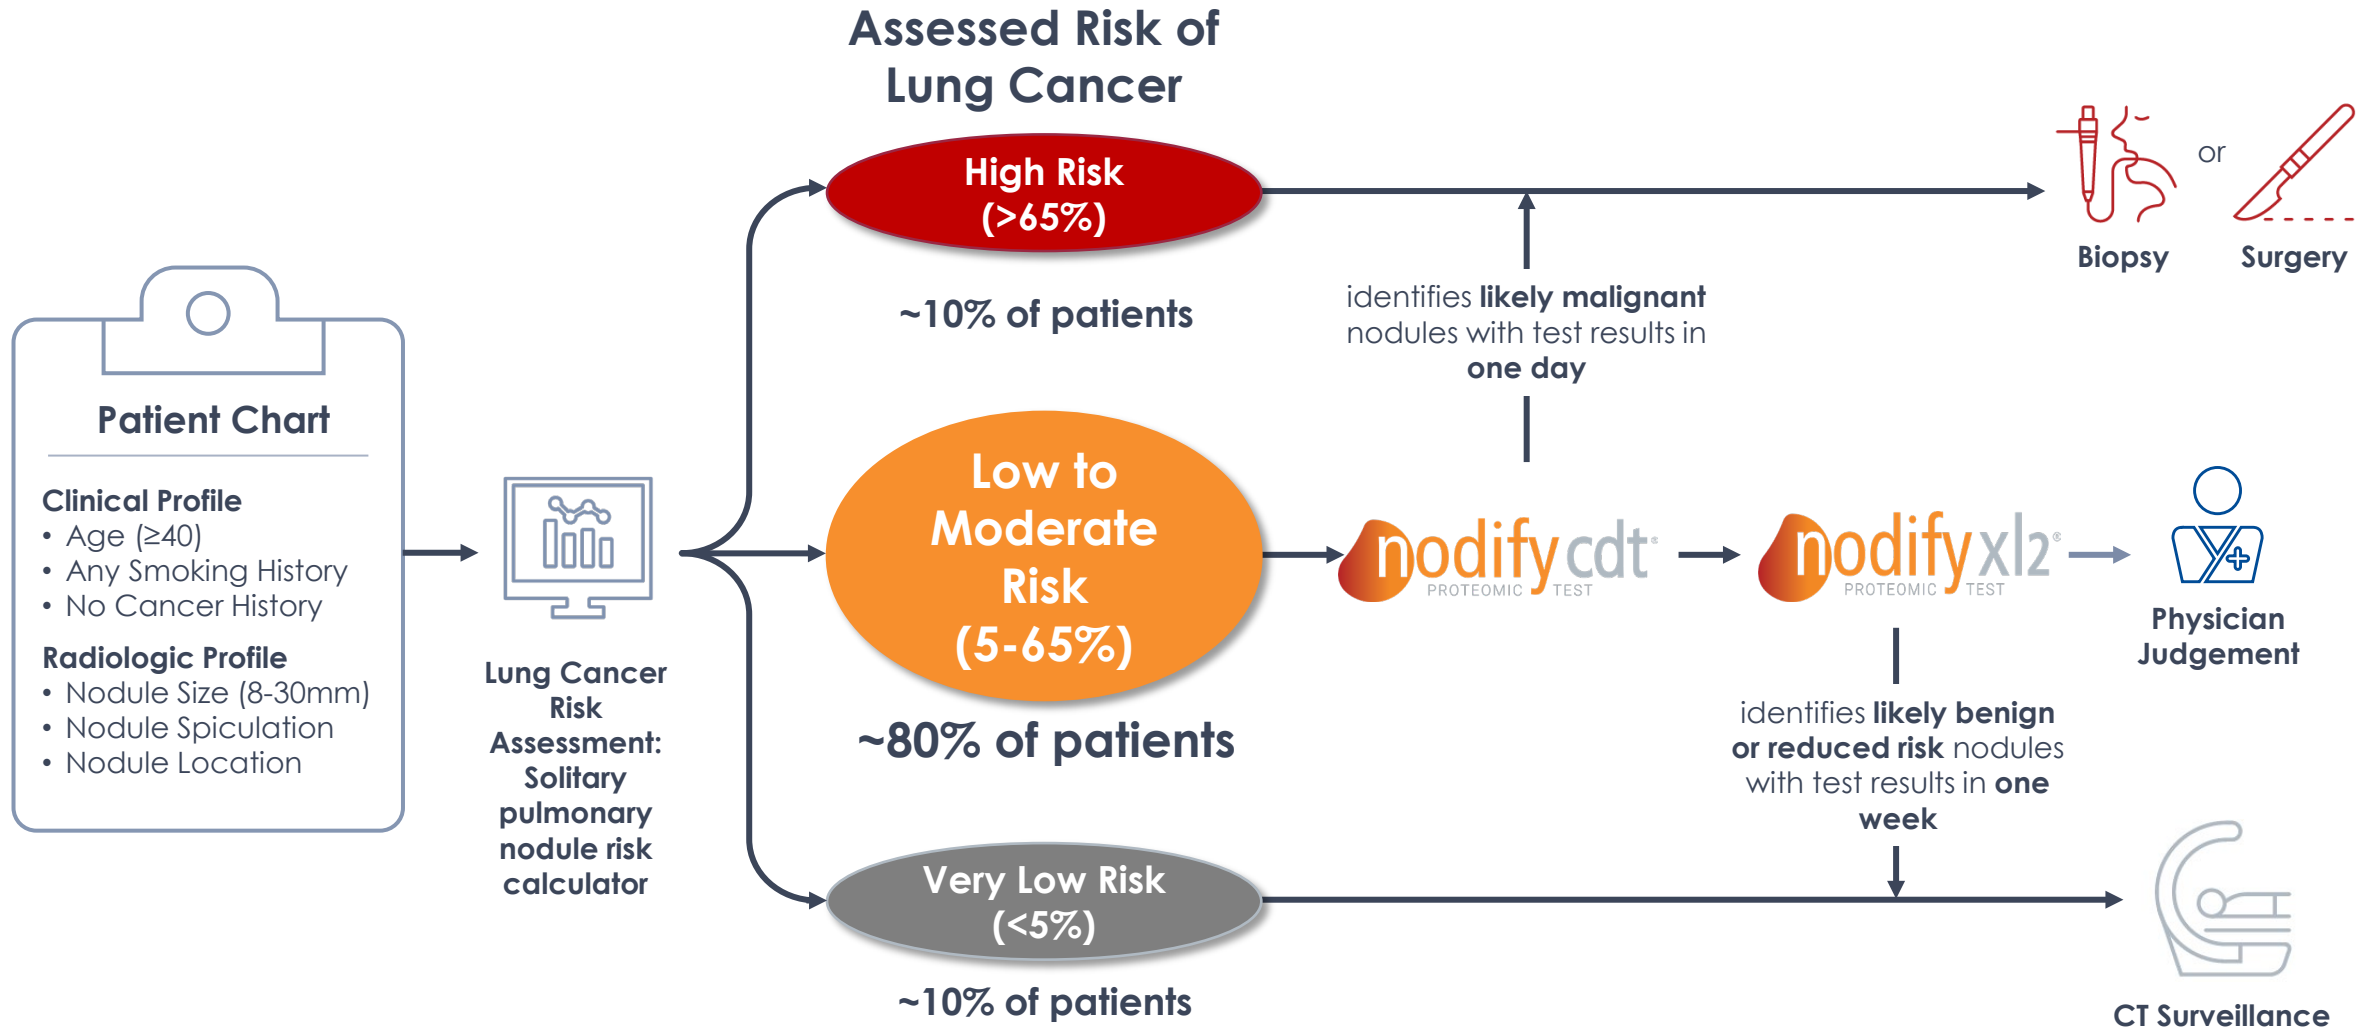 Assessed Risk of
Lung Cancer
Patient Chart
Clinical Profile
• Age (≥40)
• Any Smoking History
• No Cancer History
Radiologic Profile
• Nodule Size (8-30mm)
• Nodule Spiculation
• Nodule Location
Lung Cancer
Risk
Assessment:
Solitary
pulmonary
nodule risk
calculator
High Risk
(>65%)
~10% of patients
Low to
Moderate
Risk
(5-65%)
~80% of patients
Very Low Risk
(<5%)
~10% of patients
identifies likely malignant
nodules with test results in
one day
nodifycdt®
PROTEOMIC TEST
nodifyxl2®
PROTEOMIC TEST
identifies likely benign
or reduced risk nodules
with test results in one
week
or
Biopsy
Surgery
Physician
Judgement
CT Surveillance